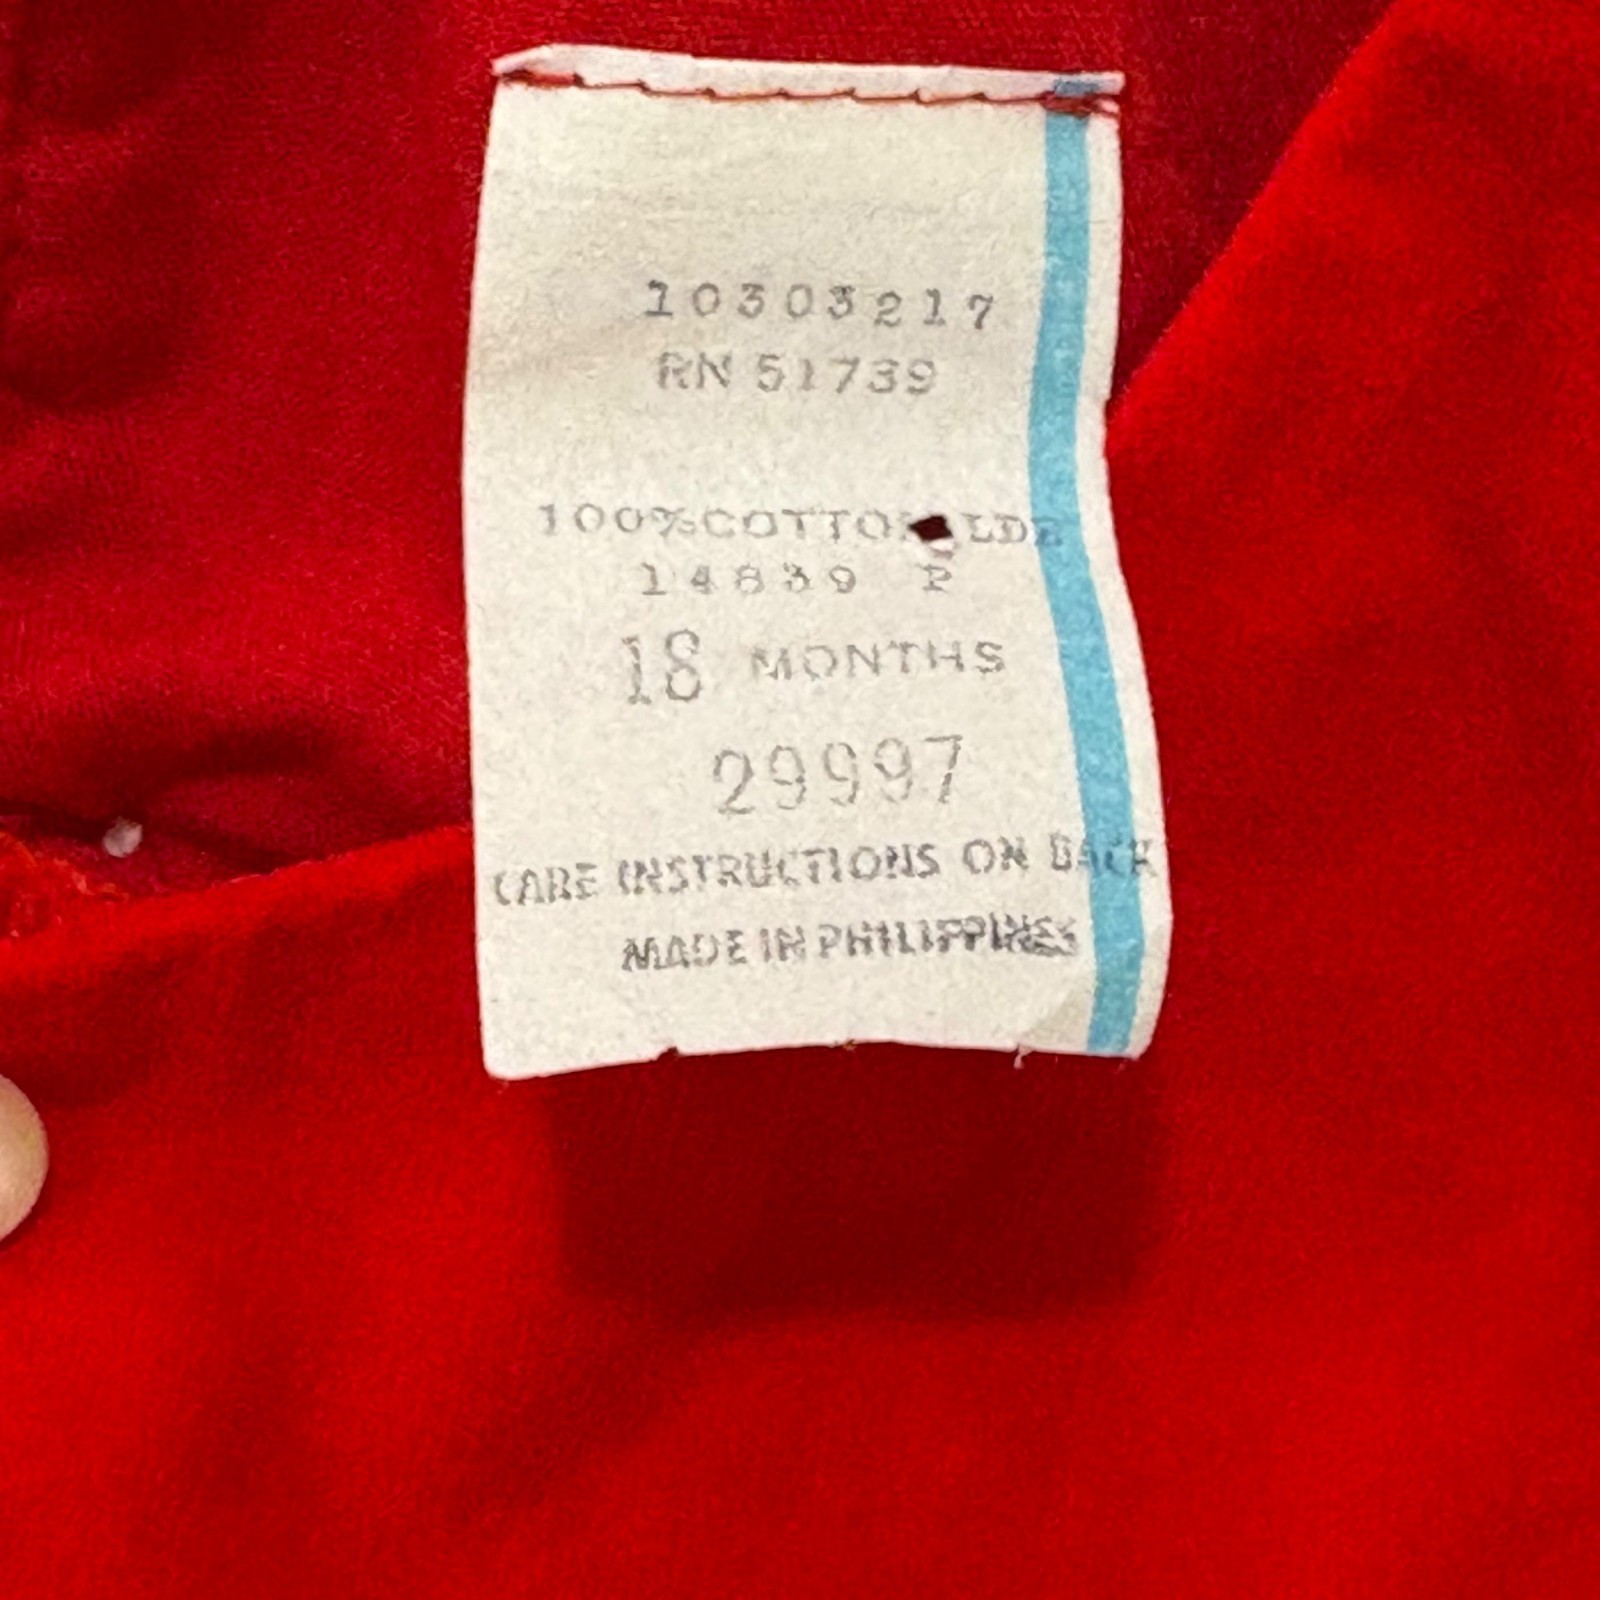 10303217
RN 51739
100%COTTON
14839 P
18 MONTHS
29997
CARE INSTRUCTIONS ON BACK
MADE IN PHILIPPINES